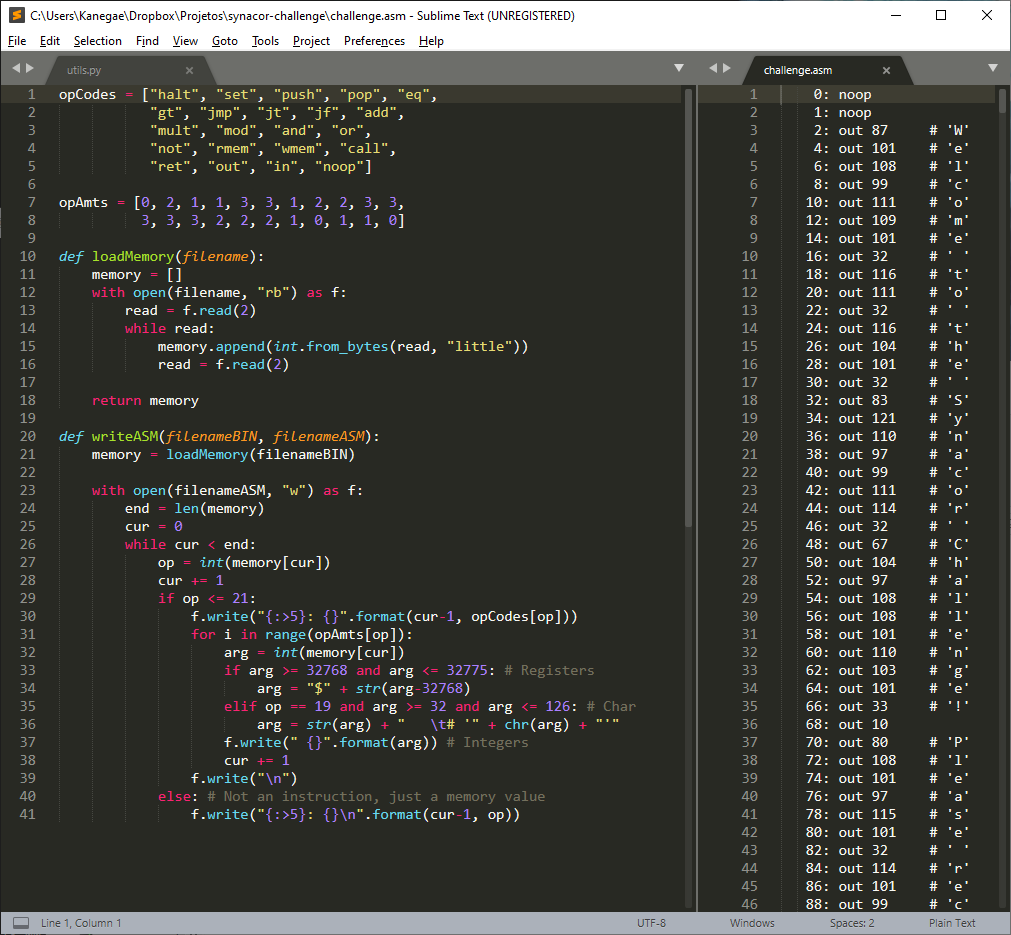 C:\Users\Kanegae\Dropbox\Projetos\synacor-challenge\challenge.asm - Sublime Text (UNREGISTERED)
File Edit Selection Find View Goto Tools Project Preferences Help
utils.py
1 opCodes = ["halt", "set", "push", "pop", "eq",
2 "gt", "jmp", "jt", "jf", "add",
3 "mult", "mod", "and", "or",
4 "not", "rmem", "wmem", "call",
5 "ret", "out", "in", "noop"]
6
7 opAmts = [0, 2, 1, 1, 3, 3, 1, 2, 2, 3, 3,
8 3, 3, 3, 2, 2, 2, 1, 0, 1, 1, 0]
9
10 def loadMemory(filename):
11 memory = []
12 with open(filename, "rb") as f:
13 read = f.read(2)
14 while read:
15 memory.append(int.from_bytes(read, "little"))
16 read = f.read(2)
17
18 return memory
19
20 def writeASM(filenameBIN, filenameASM):
21 memory = loadMemory(filenameBIN)
22
23 with open(filenameASM, "w") as f:
24 end = len(memory)
25 cur = 0
26 while cur < end:
27 op = int(memory[cur])
28 cur += 1
29 if op <= 21:
30 f.write("{:>5}: {}".format(cur-1, opCodes[op]))
31 for i in range(opAmts[op]):
32 arg = int(memory[cur])
33 if arg >= 32768 and arg <= 32775: # Registers
34 arg = "$" + str(arg-32768)
35 elif op == 19 and arg >= 32 and arg <= 126: # Char
36 arg = str(arg) + "   \t# '" + chr(arg) + "'"
37 f.write(" {}".format(arg)) # Integers
38 cur += 1
39 f.write("\n")
40 else: # Not an instruction, just a memory value
41 f.write("{:>5}: {}\n".format(cur-1, op))
challenge.asm
1 0: noop
2 1: noop
3 2: out 87 # 'W'
4 4: out 101 # 'e'
5 6: out 108 # 'l'
6 8: out 99 # 'c'
7 10: out 111 # 'o'
8 12: out 109 # 'm'
9 14: out 101 # 'e'
10 16: out 32 # ' '
11 18: out 116 # 't'
12 20: out 111 # 'o'
13 22: out 32 # ' '
14 24: out 116 # 't'
15 26: out 104 # 'h'
16 28: out 101 # 'e'
17 30: out 32 # ' '
18 32: out 83 # 'S'
19 34: out 121 # 'y'
20 36: out 110 # 'n'
21 38: out 97 # 'a'
22 40: out 99 # 'c'
23 42: out 111 # 'o'
24 44: out 114 # 'r'
25 46: out 32 # ' '
26 48: out 67 # 'C'
27 50: out 104 # 'h'
28 52: out 97 # 'a'
29 54: out 108 # 'l'
30 56: out 108 # 'l'
31 58: out 101 # 'e'
32 60: out 110 # 'n'
33 62: out 103 # 'g'
34 64: out 101 # 'e'
35 66: out 33 # '!'
36 68: out 10
37 70: out 80 # 'P'
38 72: out 108 # 'l'
39 74: out 101 # 'e'
40 76: out 97 # 'a'
41 78: out 115 # 's'
42 80: out 101 # 'e'
43 82: out 32 # ' '
44 84: out 114 # 'r'
45 86: out 101 # 'e'
46 88: out 99 # 'c'
Line 1, Column 1 UTF-8 Windows Spaces: 2 Plain Text